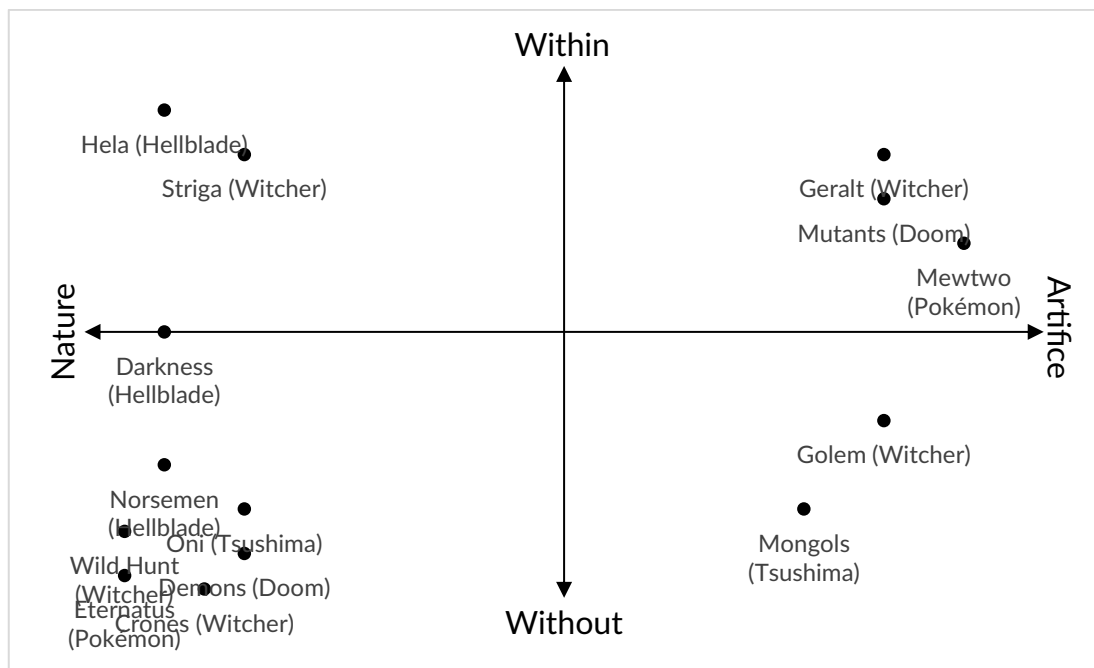 Within
Hela (Hellblade)
Striga (Witcher)
Geralt (Witcher)
Mutants (Doom)
Mewtwo
(Pokémon)
Nature
Artifice
Darkness
(Hellblade)
Golem (Witcher)
Norsemen
(Hellblade)
Oni (Tsushima)
Mongols
(Tsushima)
Wild Hunt
(Witcher)
Demons (Doom)
Eternatus
(Pokémon)
Crones (Witcher)
Without